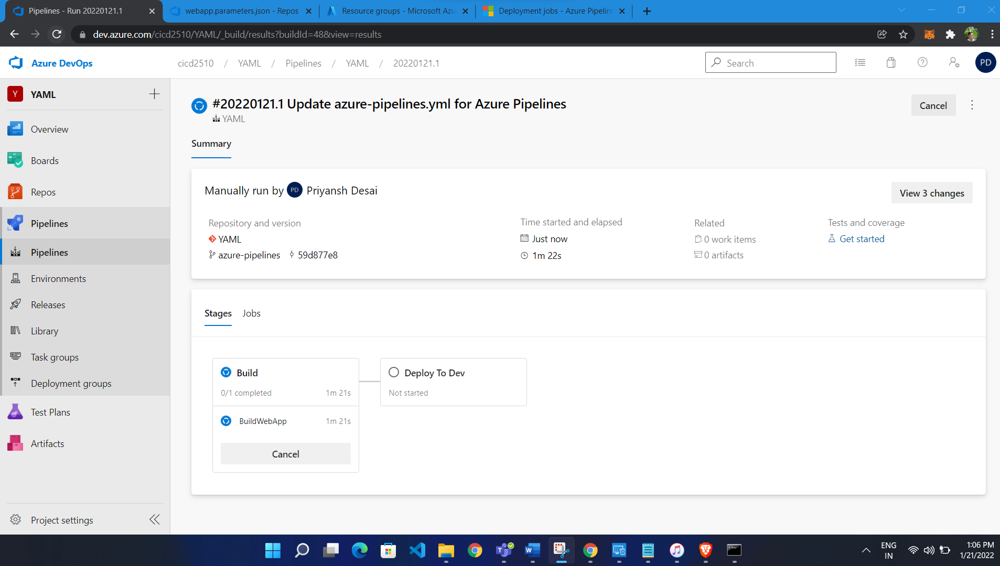 Pipelines - Run 20220121.1
webapp.parameters.json - Repos
Resource groups - Microsoft Azu
Deployment jobs - Azure Pipeline
dev.azure.com/cicd2510/YAML/_build/results?buildId=48&view=results
Azure DevOps
cicd2510 / YAML / Pipelines / YAML / 20220121.1
Search
PD
Y YAML
Overview
Boards
Repos
Pipelines
Pipelines
Environments
Releases
Library
Task groups
Deployment groups
Test Plans
Artifacts
Project settings
#20220121.1 Update azure-pipelines.yml for Azure Pipelines
YAML
Cancel
Summary
Manually run by PD Priyansh Desai
View 3 changes
Repository and version
YAML
azure-pipelines 59d877e8
Time started and elapsed
Just now
1m 22s
Related
0 work items
0 artifacts
Tests and coverage
Get started
Stages Jobs
Build
0/1 completed 1m 21s
BuildWebApp 1m 21s
Cancel
Deploy To Dev
Not started
ENG
IN
1:06 PM
1/21/2022